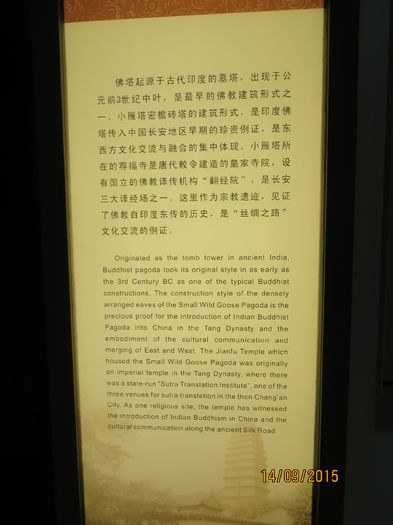 佛塔起源于古代印度的墓塔，出现于公
元前3世纪中叶，是最早的佛教建筑形式之
一。小雁塔密檐砖塔的建筑形式，是印度佛
塔传入中国长安地区早期的珍贵例证，是东
西方文化交流与融合的集中体现。小雁塔所
在的荐福寺是唐代敕令建造的皇家寺院，设
有国立的佛教译传机构“翻经院”，是长安
三大译经场之一。这里作为宗教遗迹，见证
了佛教自印度东传的历史，是“丝绸之路”
文化交流的例证。
Originated as the tomb tower in ancient India,
Buddhist pagoda took its original style in as early as
the 3rd Century BC as one of the typical Buddhist
constructions. The construction style of the densely
arranged eaves of the Small Wild Goose Pagoda is the
precious proof for the introduction of Indian Buddhist
Pagoda into China in the Tang Dynasty and the
embodiment of the cultural communication and
merging of East and West. The Jianfu Temple which
housed the Small Wild Goose Pagoda was originally
an imperial temple in the Tang Dynasty, where there
was a state-run "Sutra Translation Institute", one of the
three venues for sutra translation in the then Chang'an
City. As one religious site, the temple has witnessed
the introduction of Indian Buddhism in China and the
cultural communication along the ancient Silk Road.
14/09/2015